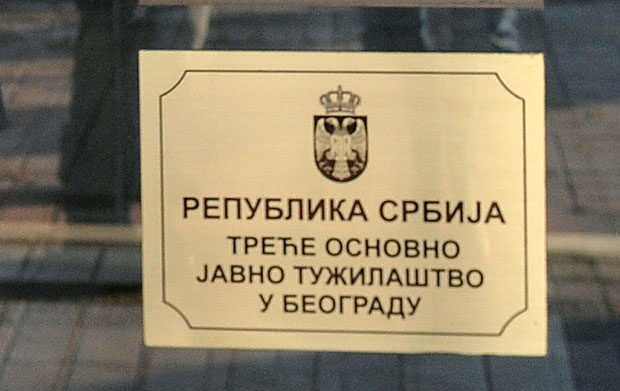 РЕПУБЛИКА СРБИЈА
ТРЕЋЕ ОСНОВНО
ЈАВНО ТУЖИЛАШТВО
У БЕОГРАДУ